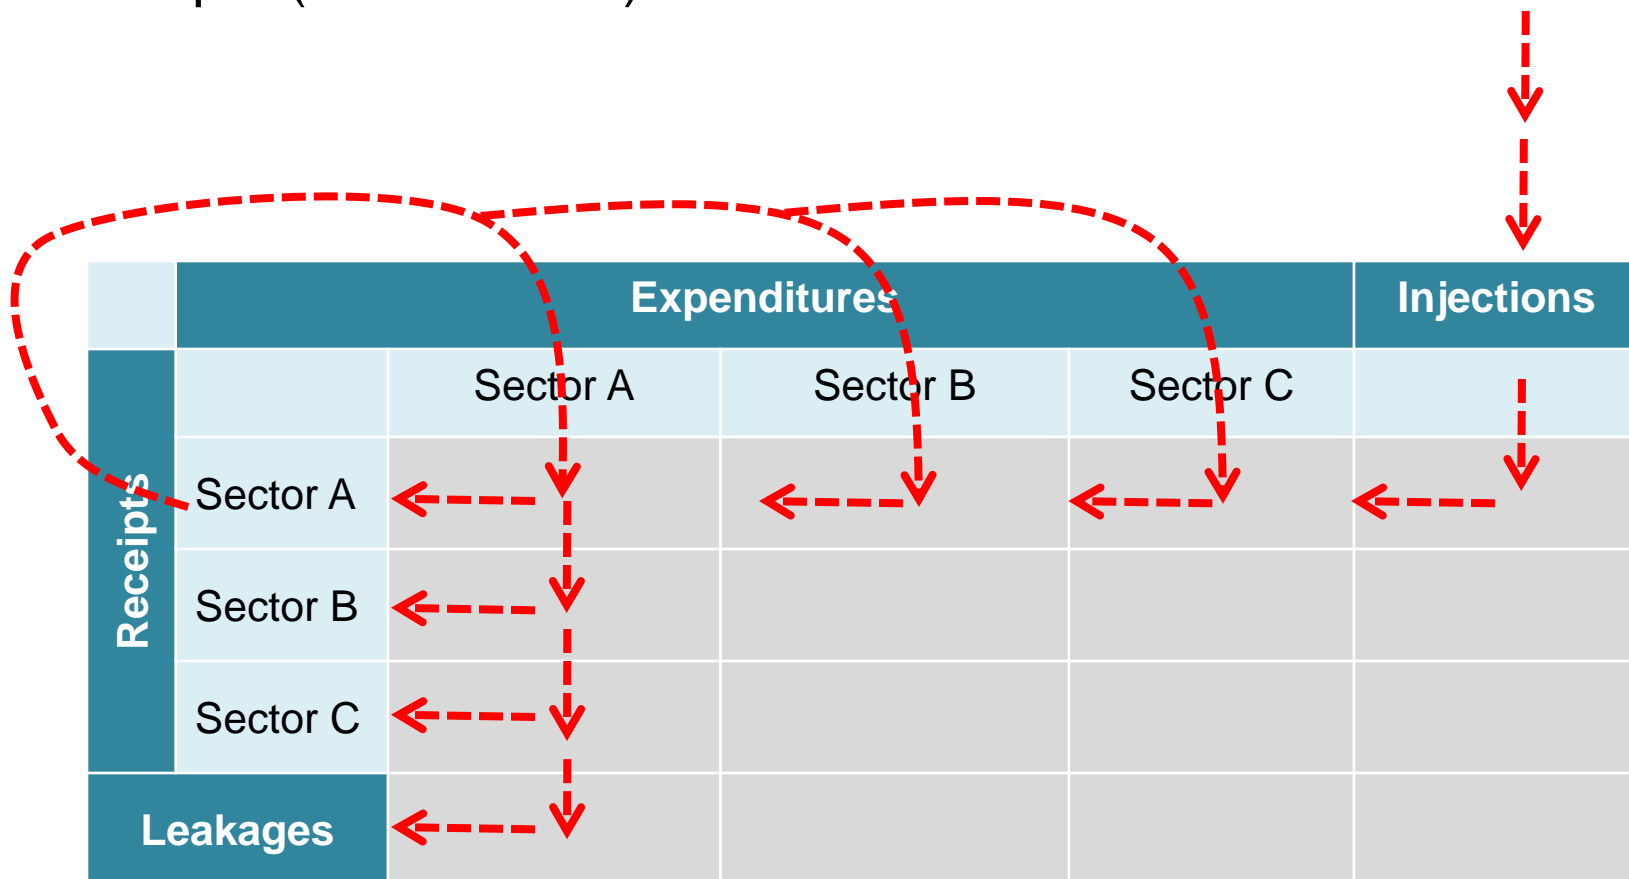 Expenditures Injections
Sector A Sector B Sector C
Receipts
Sector A
Sector B
Sector C
Leakages